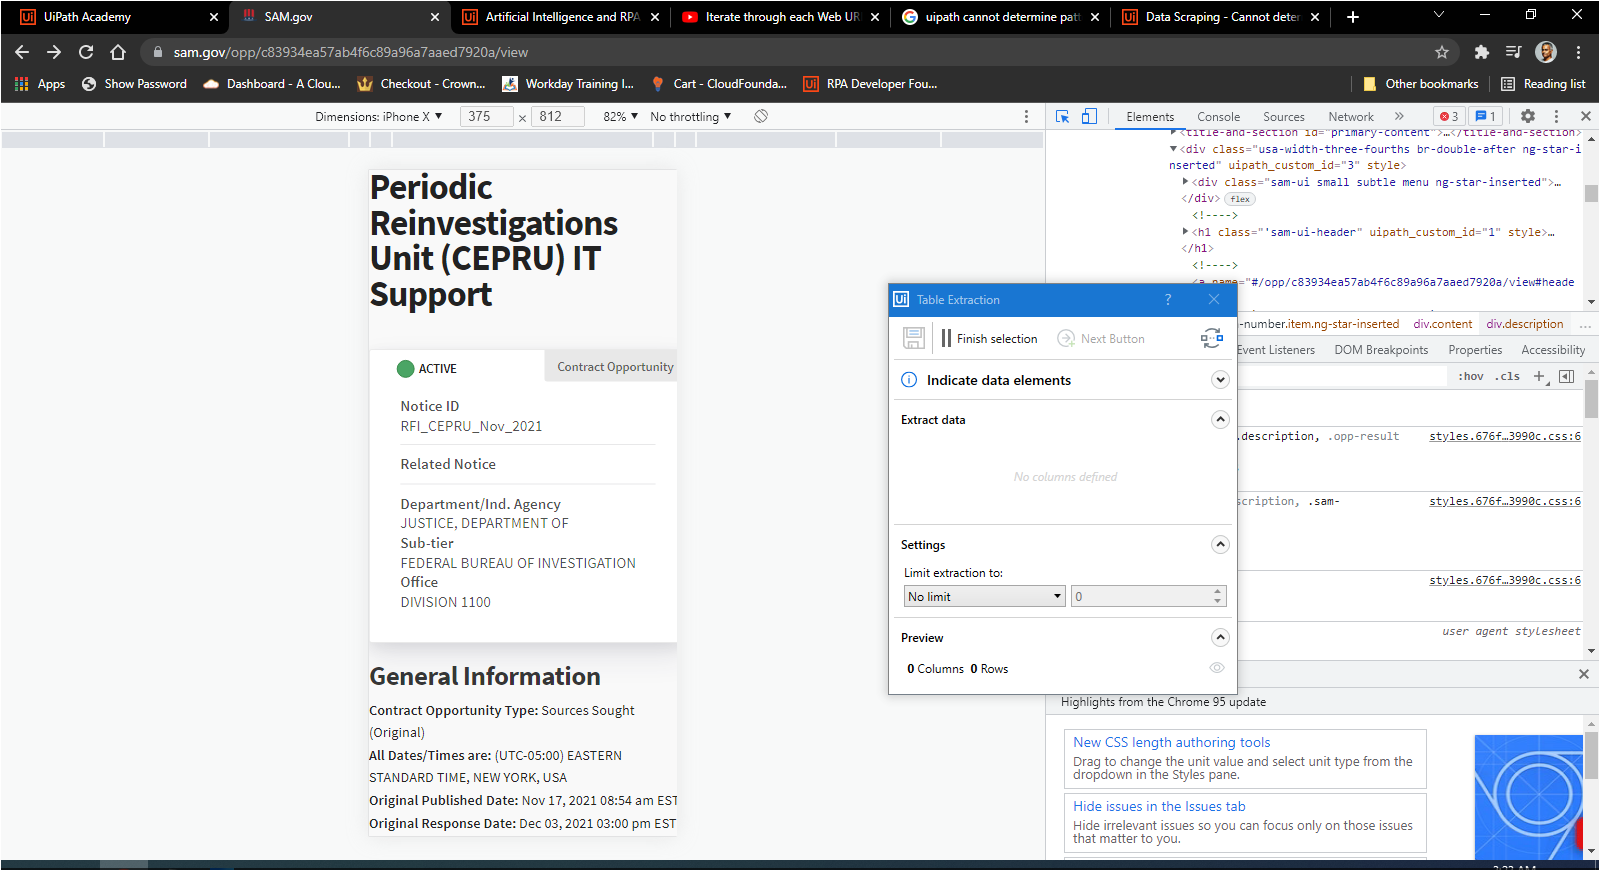 UiPath Academy
SAM.gov
Artificial Intelligence and RPA
Iterate through each Web UR
uipath cannot determine patt
Data Scraping - Cannot deter
sam.gov/opp/c83934ea57ab4f6c89a96a7aaed7920a/view
Apps
Show Password
Dashboard - A Clou...
Checkout - Crown...
Workday Training I...
Cart - CloudFounda...
RPA Developer Fou...
Other bookmarks
Reading list
Dimensions: iPhone X
375 x 812
82%
No throttling
Elements
Console
Sources
Network
»
3
1
Periodic
Reinvestigations
Unit (CEPRU) IT
Support
ACTIVE
Contract Opportunity
Notice ID
RFI_CEPRU_Nov_2021
Related Notice
Department/Ind. Agency
JUSTICE, DEPARTMENT OF
Sub-tier
FEDERAL BUREAU OF INVESTIGATION
Office
DIVISION 1100
General Information
Contract Opportunity Type: Sources Sought
(Original)
All Dates/Times are: (UTC-05:00) EASTERN
STANDARD TIME, NEW YORK, USA
Original Published Date: Nov 17, 2021 08:54 am EST
Original Response Date: Dec 03, 2021 03:00 pm EST
<title-and-section id="primary-content">…</title-and-section>
<div class="usa-width-three-fourths br-double-after ng-star-i
nserted" uipath_custom_id="3" style>
<div class="sam-ui small subtle menu ng-star-inserted">…
</div> flex
<!---->
<h1 class="'sam-ui-header" uipath_custom_id="1" style>…
</h1>
<!---->
<a name="#/opp/c83934ea57ab4f6c89a96a7aaed7920a/view#heade
Ui Table Extraction
?
Finish selection
Next Button
Indicate data elements
Extract data
No columns defined
Settings
Limit extraction to:
No limit
0
Preview
0 Columns 0 Rows
-number.item.ng-star-inserted
div.content
div.description
...
Event Listeners
DOM Breakpoints
Properties
Accessibility
:hov
.cls
+
.description, .opp-result
styles.676f…3990c.css:6
scription, .sam-
styles.676f…3990c.css:6
styles.676f…3990c.css:6
user agent stylesheet
Highlights from the Chrome 95 update
New CSS length authoring tools
Drag to change the unit value and select unit type from the
dropdown in the Styles pane.
Hide issues in the Issues tab
Hide irrelevant issues so you can focus only on those issues
that matter to you.